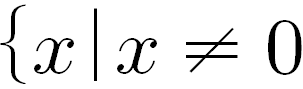 {x | x ≠ 0